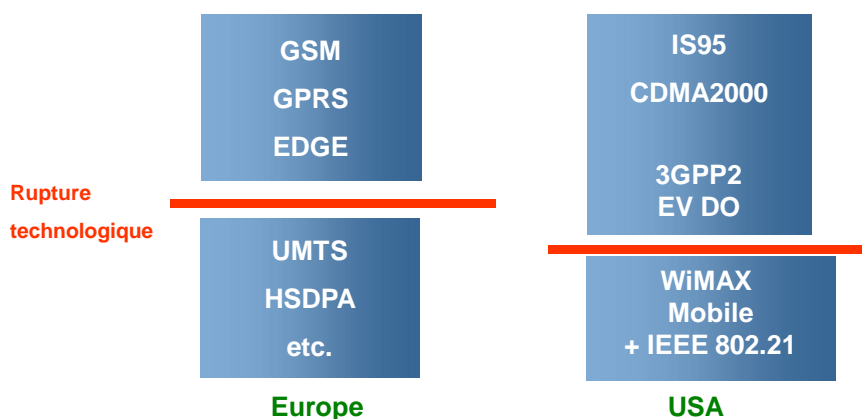 GSM
GPRS
EDGE
Rupture
technologique
UMTS
HSDPA
etc.
Europe
IS95
CDMA2000
3GPP2
EV DO
WiMAX
Mobile
+ IEEE 802.21
USA